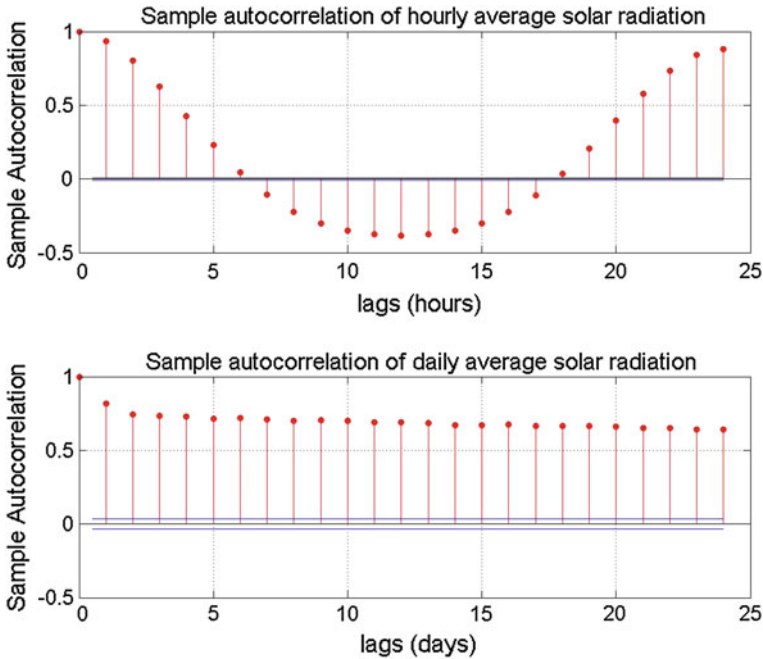 Sample autocorrelation of hourly average solar radiation
Sample Autocorrelation
1
0.5
0
-0.5
0 5 10 15 20 25
lags (hours)
Sample autocorrelation of daily average solar radiation
Sample Autocorrelation
1
0.5
0
-0.5
0 5 10 15 20 25
lags (days)